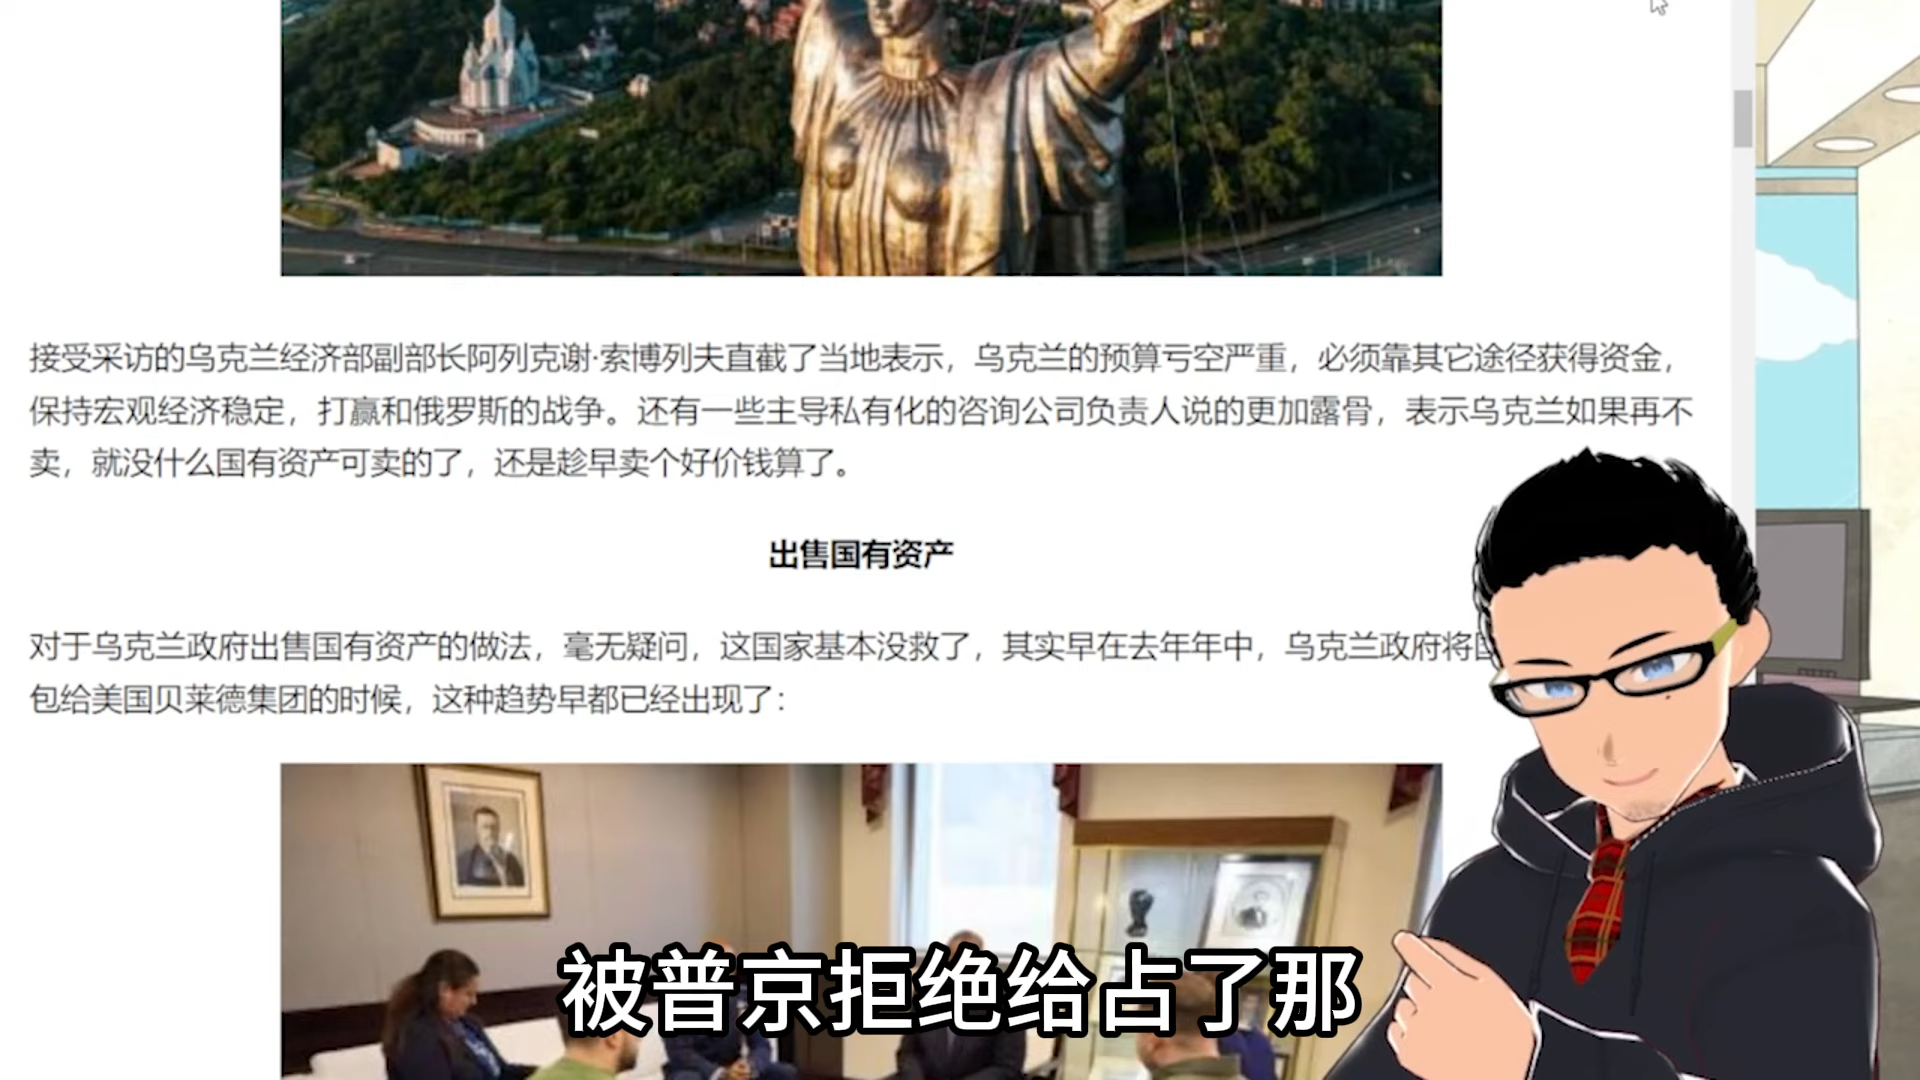 接受采访的乌克兰经济部副部长阿列克谢·索博列夫直截了当地表示，乌克兰的预算亏空严重，必须靠其它途径获得资金，
保持宏观经济稳定，打赢和俄罗斯的战争。还有一些主导私有化的咨询公司负责人说的更加露骨，表示乌克兰如果再不
卖，就没什么国有资产可卖的了，还是趁早卖个好价钱算了。
出售国有资产
对于乌克兰政府出售国有资产的做法，毫无疑问，这国家基本没救了，其实早在去年年中，乌克兰政府将国
包给美国贝莱德集团的时候，这种趋势早都已经出现了：
被普京拒绝给占了那